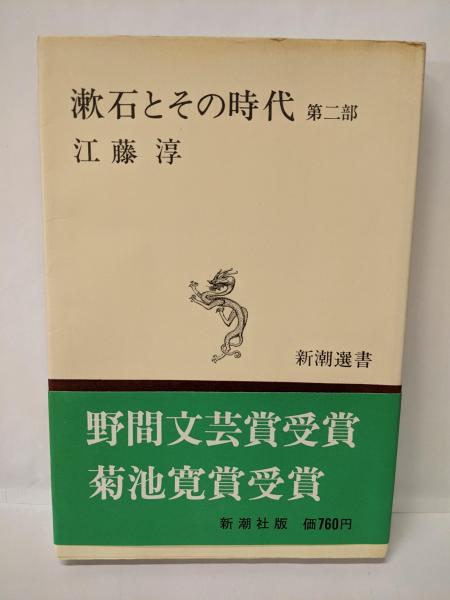 漱石とその時代 第二部
江藤 淳
新潮選書
野間文芸賞受賞
菊池寛賞受賞
新潮社版 価760円